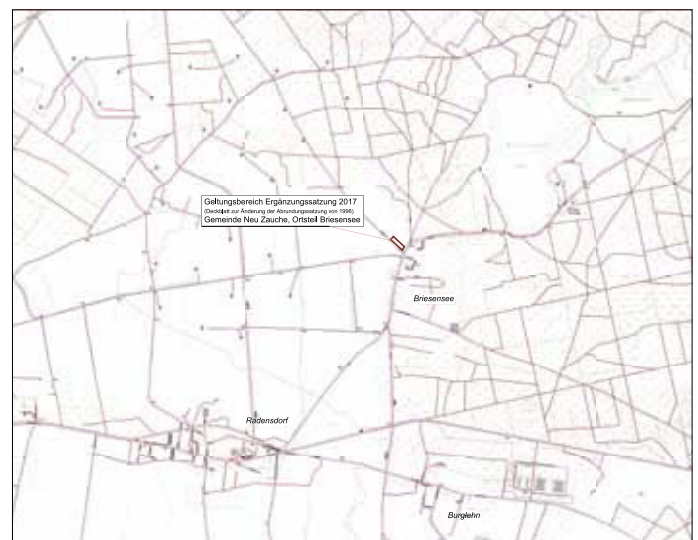 Geltungsbereich Ergänzungssatzung 2017
(Deckblatt zur Änderung der Abrundungssatzung von 1996)
Gemeinde Neu Zauche, Ortsteil Briesensee
Briesensee
Radensdorf
Burglehn